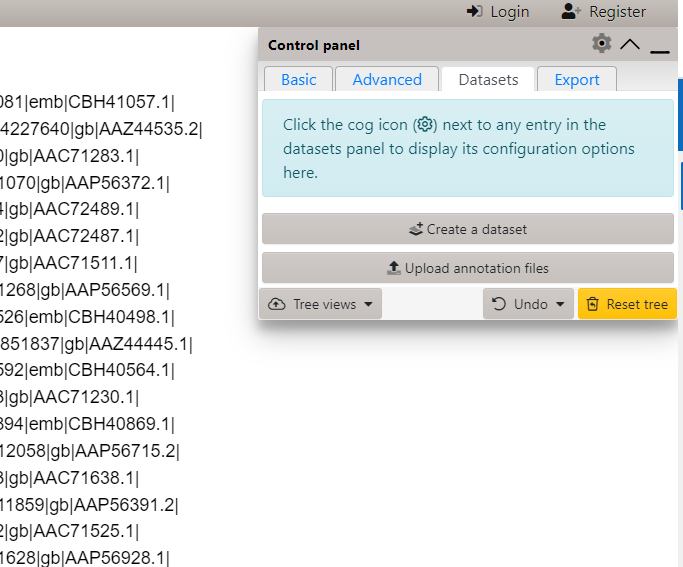 Login Register
Control panel
Basic Advanced Datasets Export
Click the cog icon () next to any entry in the
datasets panel to display its configuration options
here.
Create a dataset
Upload annotation files
Tree views Undo Reset tree
081|emb|CBH41057.1|
4227640|gb|AAZ44535.2|
0|gb|AAC71283.1|
1070|gb|AAP56372.1|
4|gb|AAC72489.1|
2|gb|AAC72487.1|
7|gb|AAC71511.1|
1268|gb|AAP56569.1|
526|emb|CBH40498.1|
851837|gb|AAZ44445.1|
592|emb|CBH40564.1|
3|gb|AAC71230.1|
894|emb|CBH40869.1|
12058|gb|AAP56715.2|
3|gb|AAC71638.1|
11859|gb|AAP56391.2|
2|gb|AAC71525.1|
1628|gb|AAP56928.1|